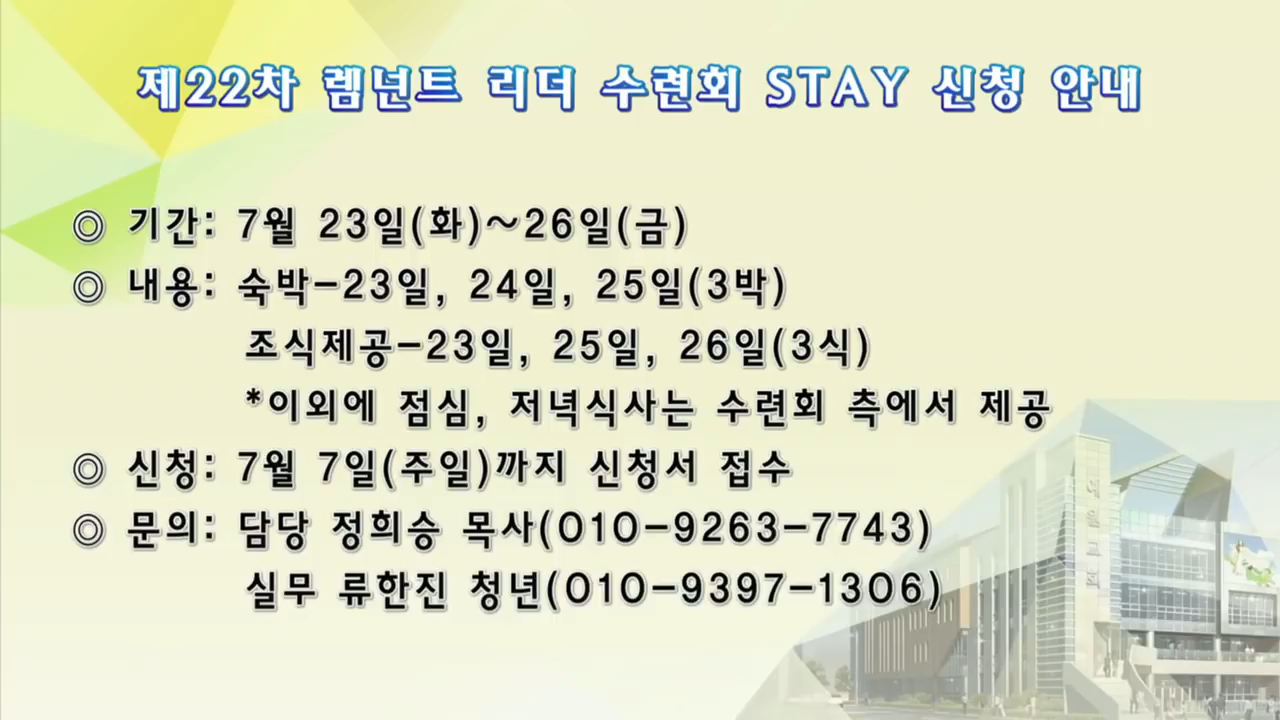 제22차 렘넌트 리더 수련회 STAY 신청 안내
◎ 기간: 7월 23일(화)~26일(금)
◎ 내용: 숙박-23일, 24일, 25일(3박)
조식제공-23일, 25일, 26일(3식)
*이외에 점심, 저녁식사는 수련회 측에서 제공
◎ 신청: 7월 7일(주일)까지 신청서 접수
◎ 문의: 담당 정희승 목사(010-9263-7743)
실무 류한진 청년(010-9397-1306)